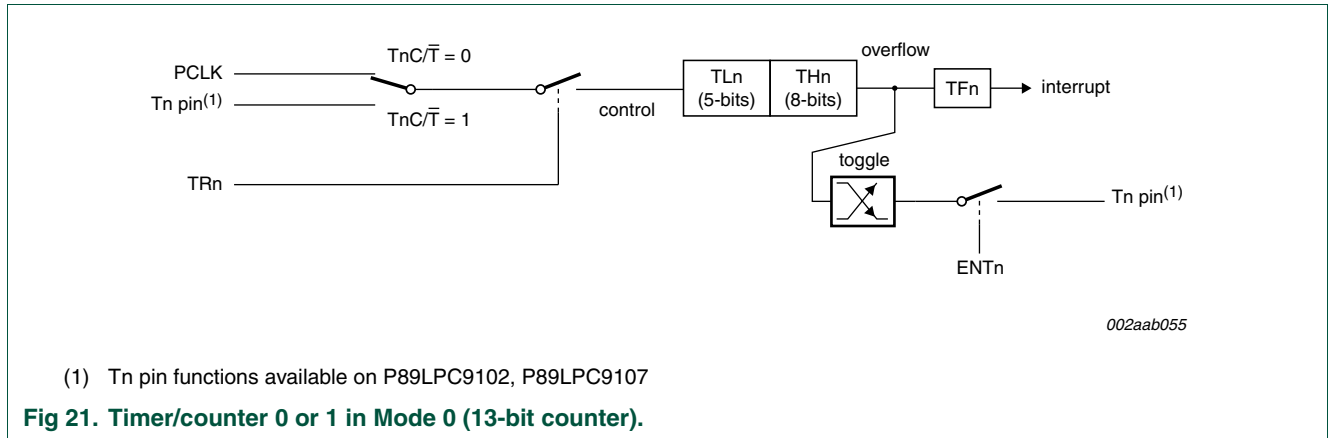 TnC/T̅ = 0
PCLK
Tn pin(1)
TnC/T̅ = 1
TRn
control
TLn
(5-bits)
THn
(8-bits)
overflow
TFn
interrupt
toggle
Tn pin(1)
ENTn
002aab055
(1) Tn pin functions available on P89LPC9102, P89LPC9107
Fig 21. Timer/counter 0 or 1 in Mode 0 (13-bit counter).